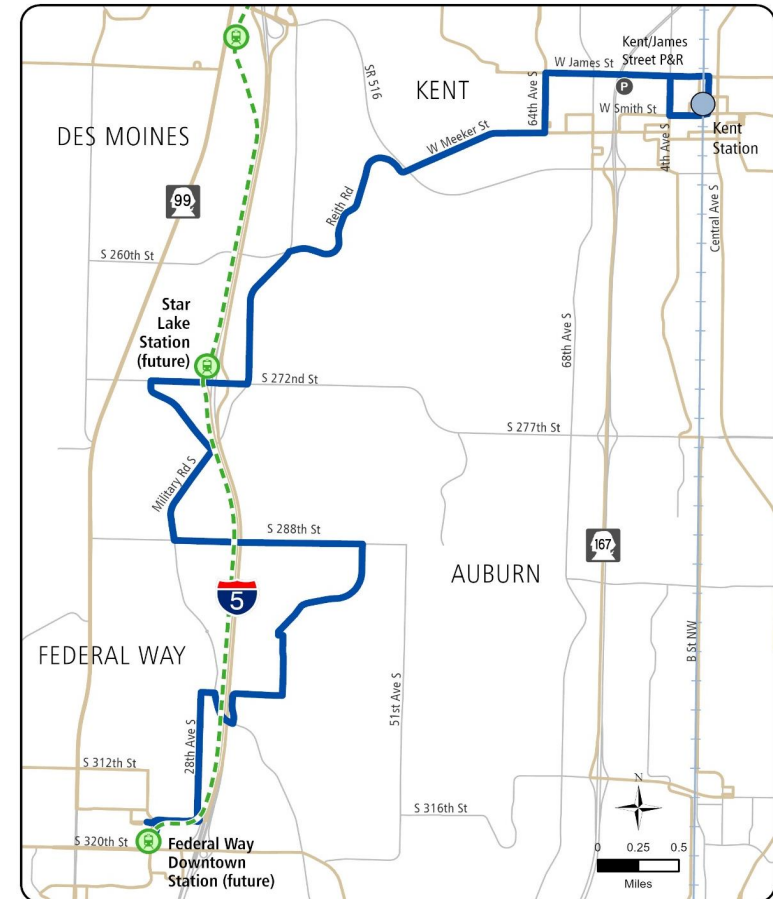 Kent/James
Street P&R
W James St
KENT
SR 516
64th Ave S
P
W Smith St
DES MOINES
W Meeker St
4th Ave S
Kent
Station
99
Reith Rd
Central Ave S
S 260th St
Star
Lake
Station
(future)
68th Ave S
S 272nd St
S 277th St
Military Rd S
S 288th St
167
AUBURN
5
FEDERAL WAY
B St NW
51st Ave S
28th Ave S
S 312th St
N
S 316th St
S 320th St
Federal Way
Downtown
Station (future)
0 0.25 0.5
Miles